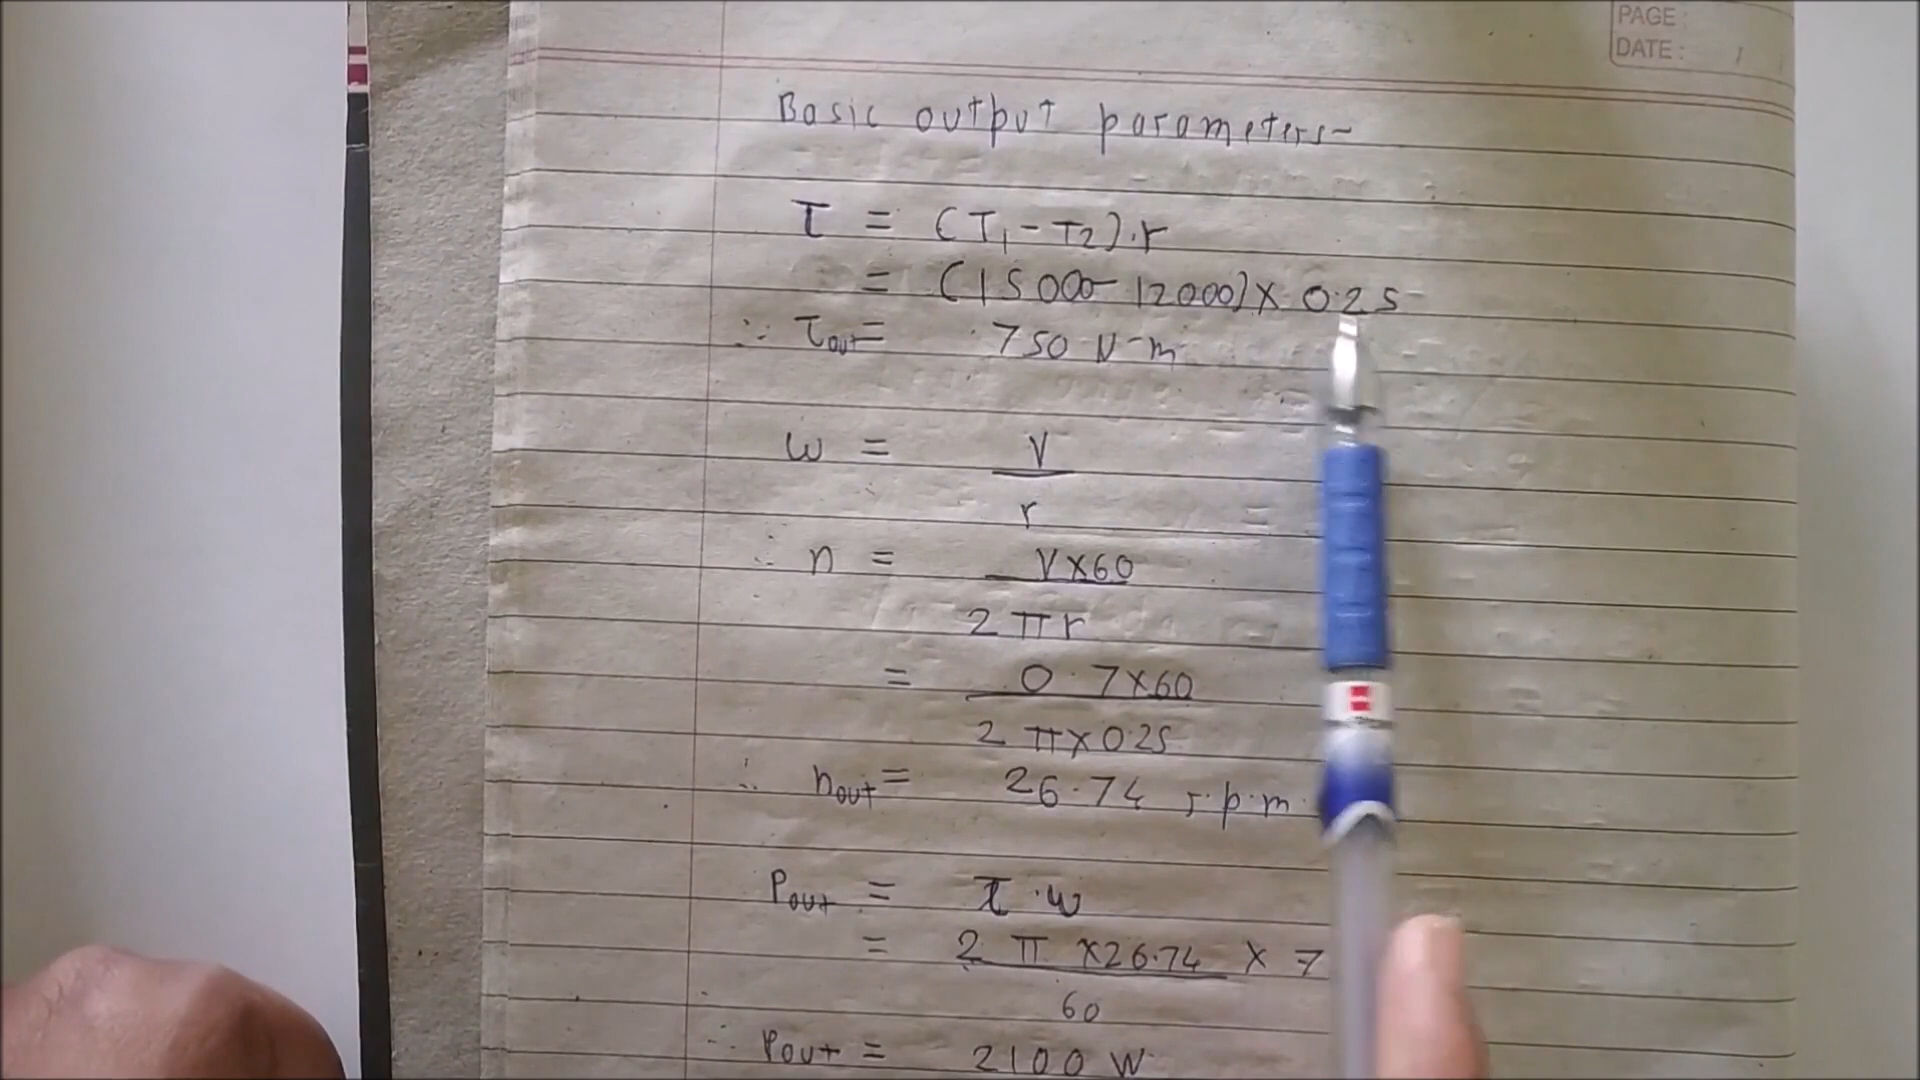 PAGE :
DATE : /
Basic output parameters-
τ = (T1 - T2).r
= (15000 - 12000) × 0.25
∴ τout = 750 N-m
ω = V
r
∴ n = V×60
2πr
= 0.7×60
2π×0.25
∴ nout = 26.74 r.p.m.
Pout = τ.ω
= 2π×26.74 × 7
60
∴ Pout = 2100 W